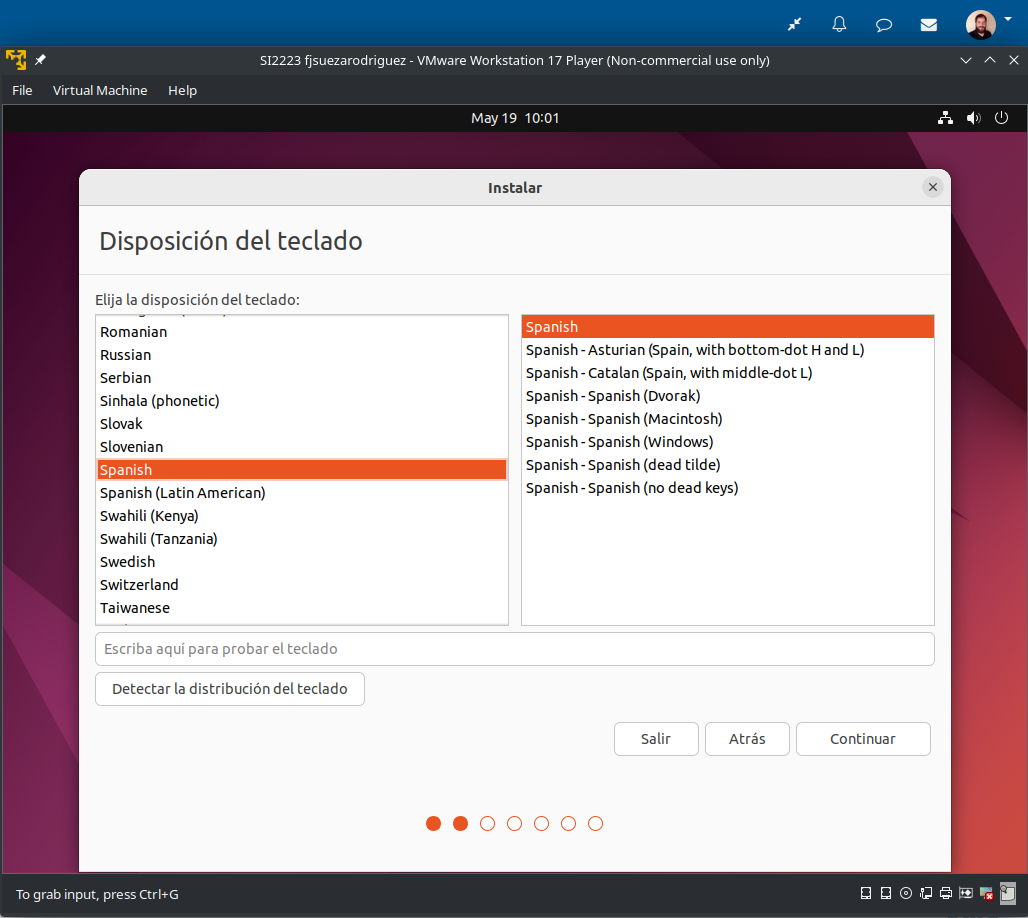 SI2223 fjsuezarodriguez - VMware Workstation 17 Player (Non-commercial use only)
File Virtual Machine Help
May 19 10:01
Instalar
Disposición del teclado
Elija la disposición del teclado:
Romanian
Russian
Serbian
Sinhala (phonetic)
Slovak
Slovenian
Spanish
Spanish (Latin American)
Swahili (Kenya)
Swahili (Tanzania)
Swedish
Switzerland
Taiwanese
Spanish
Spanish - Asturian (Spain, with bottom-dot H and L)
Spanish - Catalan (Spain, with middle-dot L)
Spanish - Spanish (Dvorak)
Spanish - Spanish (Macintosh)
Spanish - Spanish (Windows)
Spanish - Spanish (dead tilde)
Spanish - Spanish (no dead keys)
Escriba aquí para probar el teclado
Detectar la distribución del teclado
Salir Atrás Continuar
To grab input, press Ctrl+G